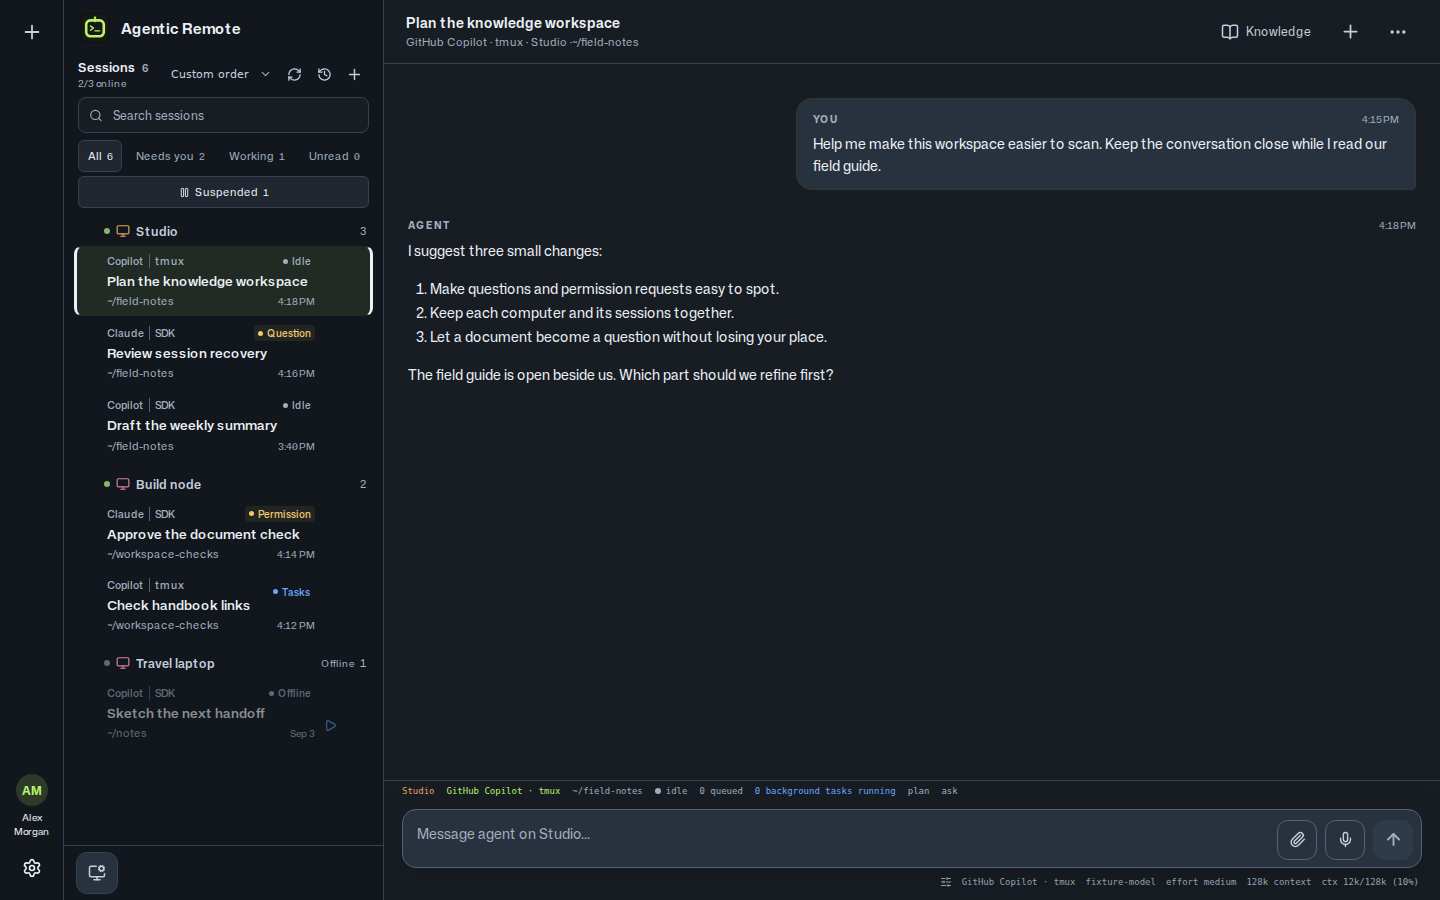 Agentic Remote
Sessions 6
2/3 online
Custom order
Search sessions
All 6
Needs you 2
Working 1
Unread 0
Suspended 1
Studio 3
Copilot | tmux
Idle
Plan the knowledge workspace
~/field-notes
4:18 PM
Claude | SDK
Question
Review session recovery
~/field-notes
4:16 PM
Copilot | SDK
Idle
Draft the weekly summary
~/field-notes
3:40 PM
Build node 2
Claude | SDK
Permission
Approve the document check
~/workspace-checks
4:14 PM
Copilot | tmux
Tasks
Check handbook links
~/workspace-checks
4:12 PM
Travel laptop
Offline 1
Copilot | SDK
Offline
Sketch the next handoff
~/notes
Sep 3
AM
Alex
Morgan
Plan the knowledge workspace
GitHub Copilot · tmux · Studio · ~/field-notes
Knowledge
YOU
4:15 PM
Help me make this workspace easier to scan. Keep the conversation close while I read our
field guide.
AGENT
4:18 PM
I suggest three small changes:
1. Make questions and permission requests easy to spot.
2. Keep each computer and its sessions together.
3. Let a document become a question without losing your place.
The field guide is open beside us. Which part should we refine first?
Studio GitHub Copilot · tmux ~/field-notes idle 0 queued 0 background tasks running plan ask
Message agent on Studio...
GitHub Copilot · tmux fixture-model effort medium 128k context ctx 12k/128k (10%)